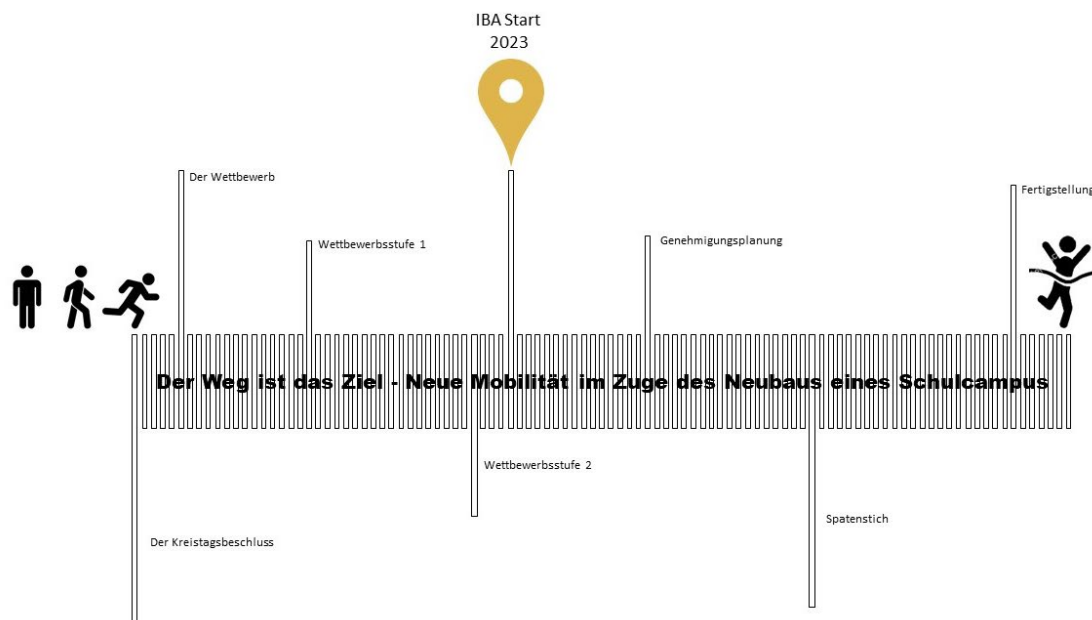 IBA Start
2023
Der Wettbewerb
Fertigstellung
Wettbewerbsstufe 1
Genehmigungsplanung
Der Weg ist das Ziel - Neue Mobilität im Zuge des Neubaus eines Schulcampus
Wettbewerbsstufe 2
Spatenstich
Der Kreistagsbeschluss